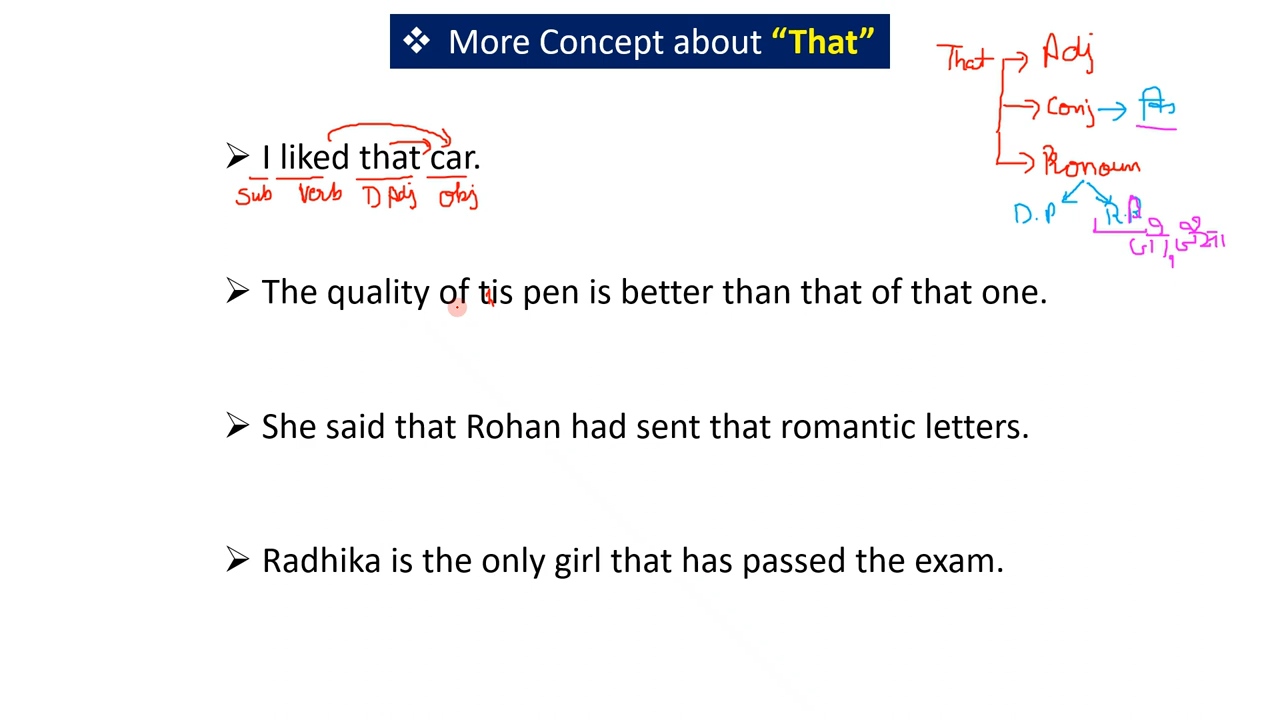 ❖ More Concept about “That”
That
Adj
Conj
Pronoun
D.P
R.P
➢ I liked that car.
Sub Verb D Adj Obj
➢ The quality of tis pen is better than that of that one.
➢ She said that Rohan had sent that romantic letters.
➢ Radhika is the only girl that has passed the exam.